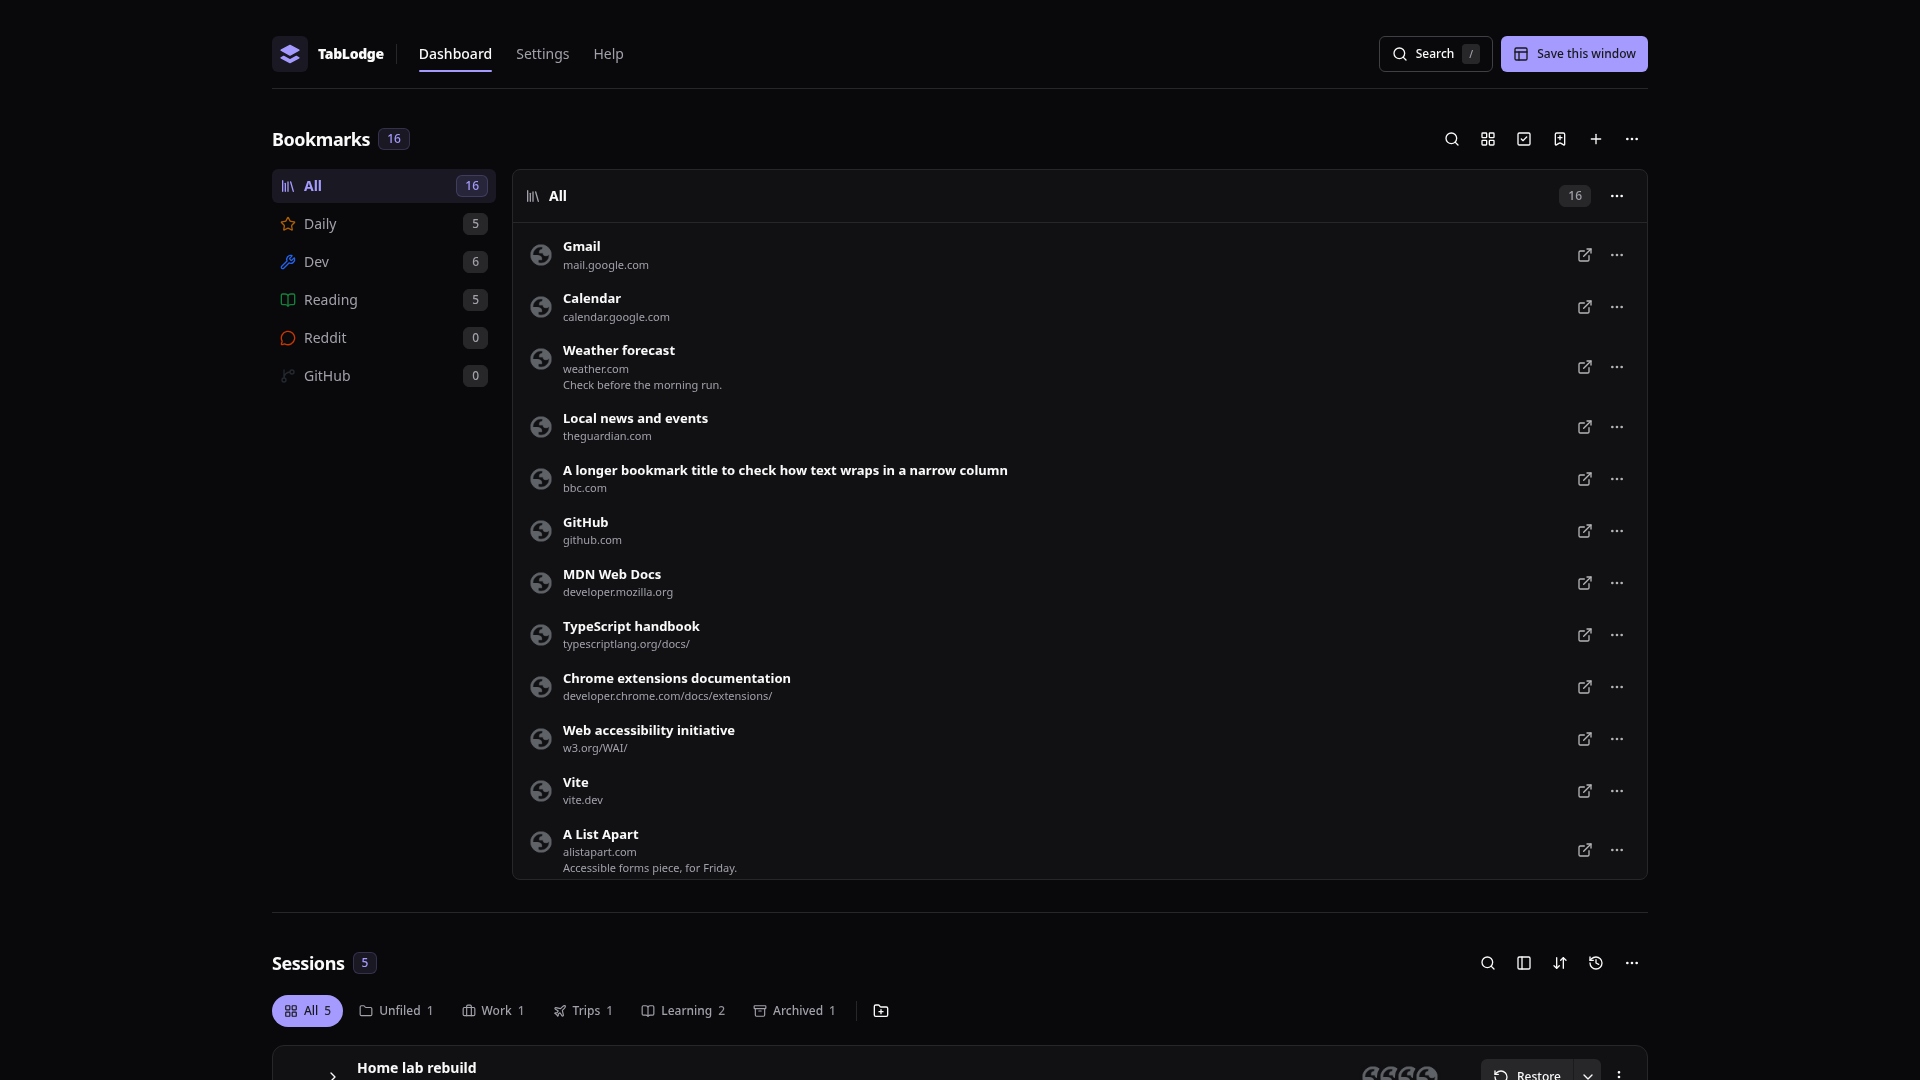 TabLodge
Dashboard
Settings
Help
Search /
Save this window
Bookmarks 16
All 16
Daily 5
Dev 6
Reading 5
Reddit 0
GitHub 0
All 16
Gmail
mail.google.com
Calendar
calendar.google.com
Weather forecast
weather.com
Check before the morning run.
Local news and events
theguardian.com
A longer bookmark title to check how text wraps in a narrow column
bbc.com
GitHub
github.com
MDN Web Docs
developer.mozilla.org
TypeScript handbook
typescriptlang.org/docs/
Chrome extensions documentation
developer.chrome.com/docs/extensions/
Web accessibility initiative
w3.org/WAI/
Vite
vite.dev
A List Apart
alistapart.com
Accessible forms piece, for Friday.
Sessions 5
All 5
Unfiled 1
Work 1
Trips 1
Learning 2
Archived 1
Home lab rebuild
Restore